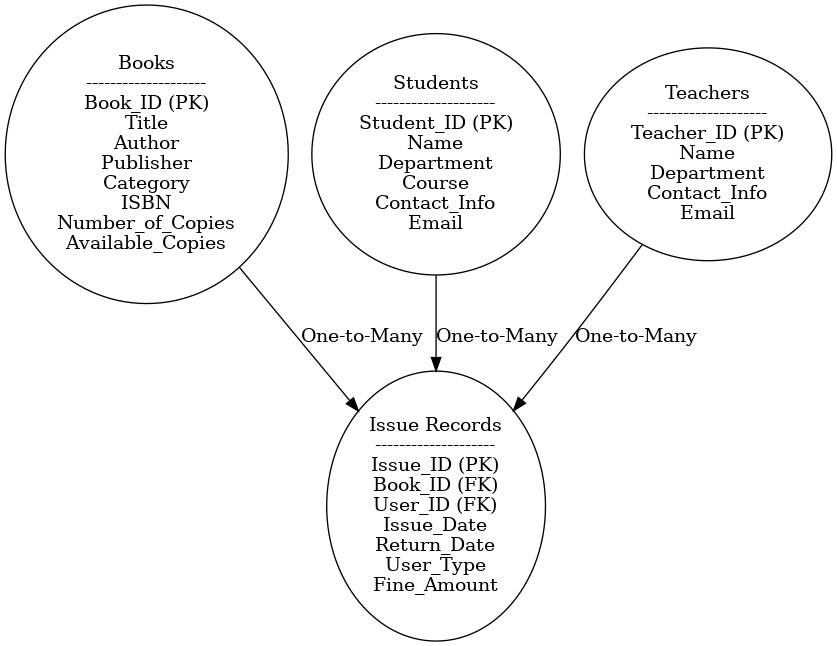 Books
--------------------
Book_ID (PK)
Title
Author
Publisher
Category
ISBN
Number_of_Copies
Available_Copies
Students
--------------------
Student_ID (PK)
Name
Department
Course
Contact_Info
Email
Teachers
--------------------
Teacher_ID (PK)
Name
Department
Contact_Info
Email
One-to-Many
One-to-Many
One-to-Many
Issue Records
--------------------
Issue_ID (PK)
Book_ID (FK)
User_ID (FK)
Issue_Date
Return_Date
User_Type
Fine_Amount